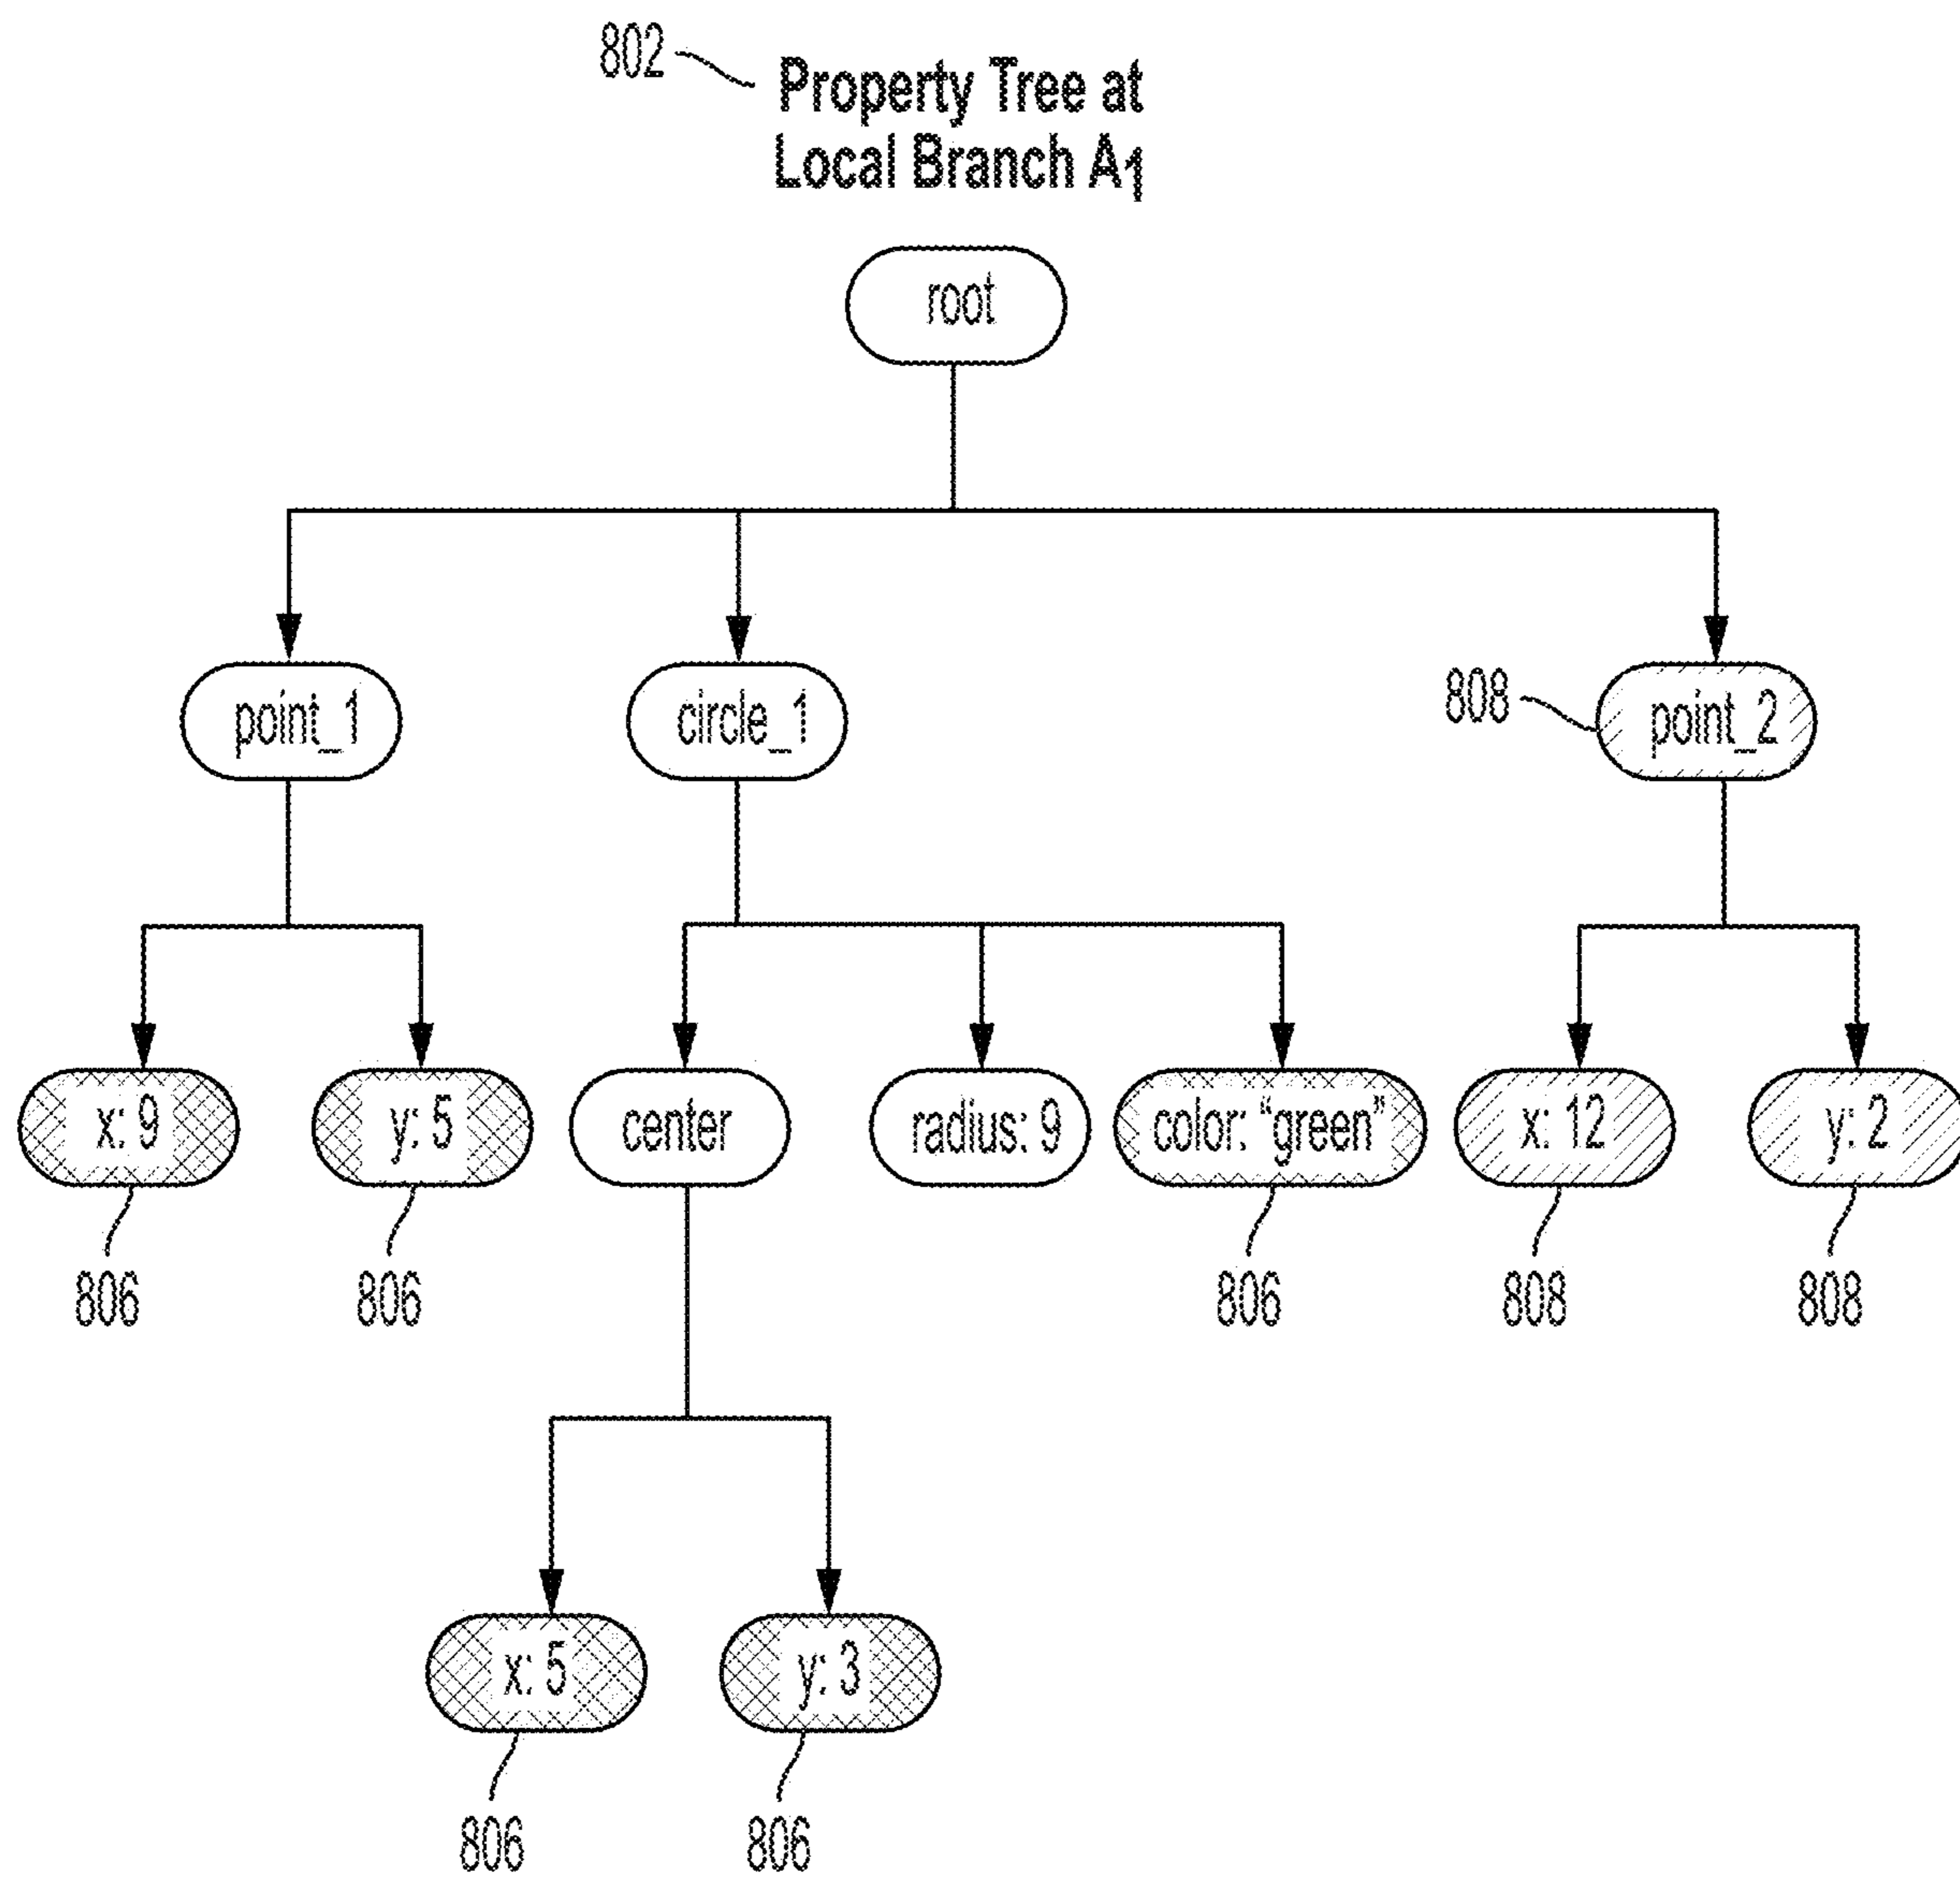 802
Property Tree at
Local Branch A1
root
point_1
circle_1
808
point_2
x: 9
y: 5
center
radius: 9
color: “green”
x: 12
y: 2
806
806
806
808
808
x: 5
y: 3
806
806